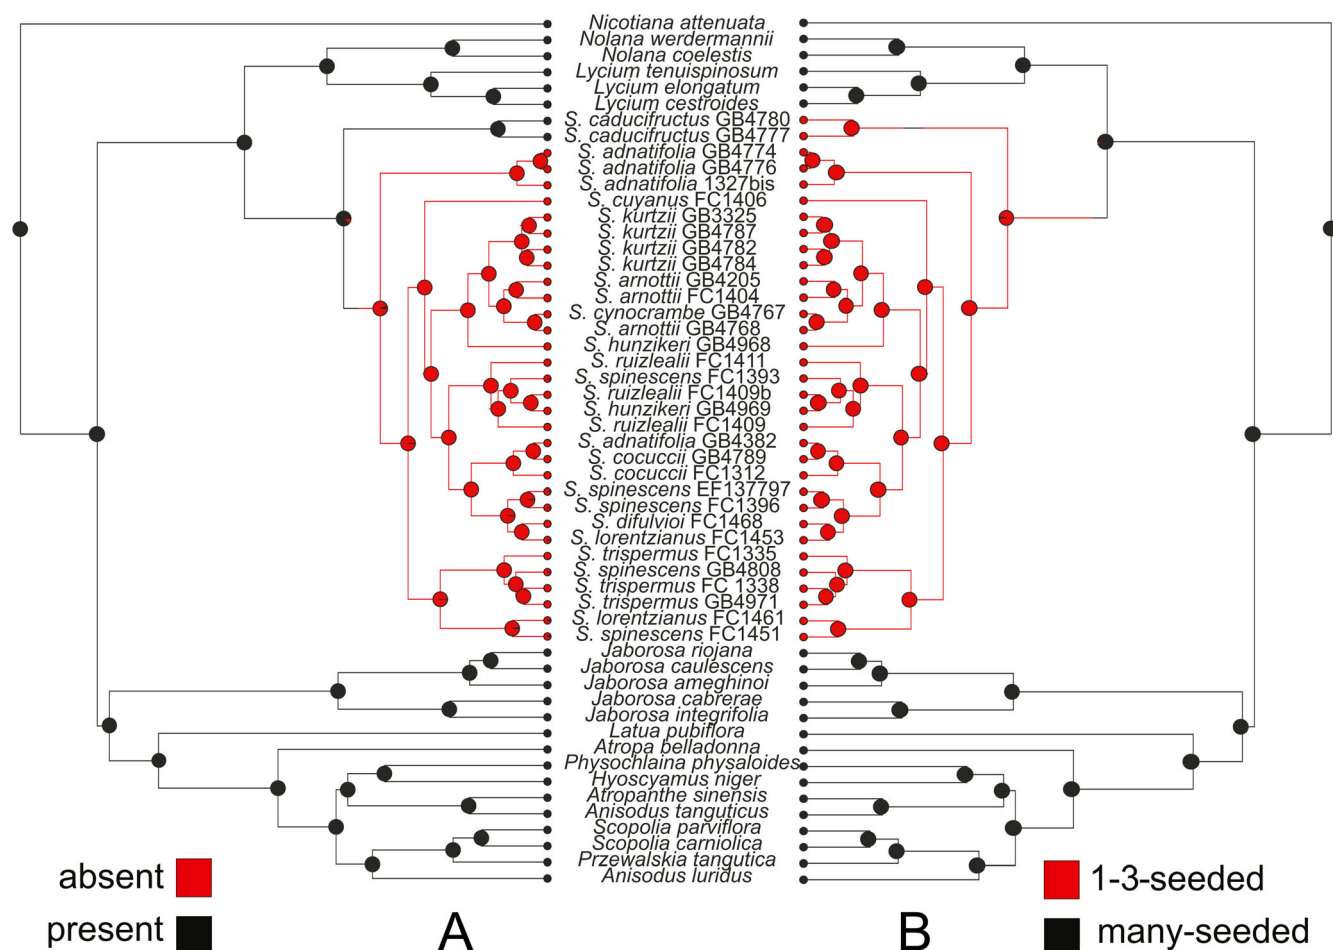 Nicotiana attenuata
Nolana werdermannii
Nolana coelestis
Lycium tenuispinosum
Lycium elongatum
Lycium cestroides
S. caducifructus GB4780
S. caducifructus GB4777
S. adnatifolia GB4774
S. adnatifolia GB4776
S. adnatifolia 1327bis
S. cuyanus FC1406
S. kurtzii GB3325
S. kurtzii GB4787
S. kurtzii GB4782
S. kurtzii GB4784
S. arnottii GB4205
S. arnottii FC1404
S. cynocrambe GB4767
S. arnottii GB4768
S. hunzikeri GB4968
S. ruizlealii FC1411
S. spinescens FC1393
S. ruizlealii FC1409b
S. hunzikeri GB4969
S. ruizlealii FC1409
S. adnatifolia GB4382
S. cocuccii GB4789
S. cocuccii FC1312
S. spinescens EF137797
S. spinescens FC1396
S. difulvioi FC1468
S. lorentzianus FC1453
S. trispermus FC1335
S. spinescens GB4808
S. trispermus FC 1338
S. trispermus GB4971
S. lorentzianus FC1461
S. spinescens FC1451
Jaborosa riojana
Jaborosa caulescens
Jaborosa ameghinoi
Jaborosa cabrerae
Jaborosa integrifolia
Latua pubiflora
Atropa belladonna
Physochlaina physaloides
Hyoscyamus niger
Atropanthe sinensis
Anisodus tanguticus
Scopolia parviflora
Scopolia carniolica
Przewalskia tangutica
Anisodus luridus
absent
present
A
B
1-3-seeded
many-seeded